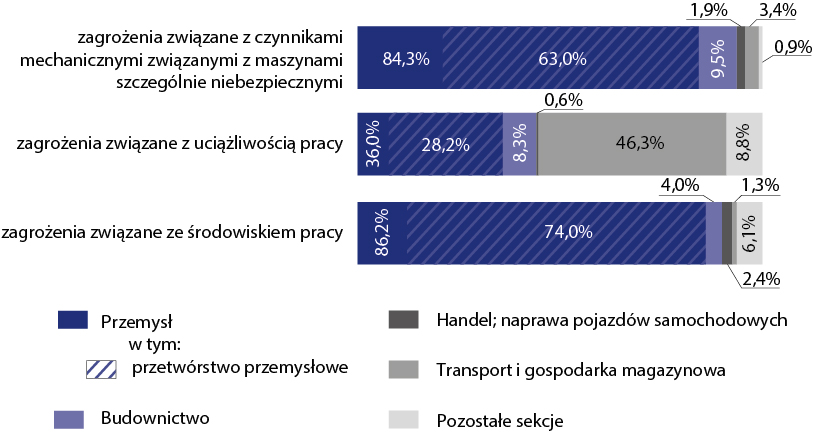 1,9%
3,4%
zagrożenia związane z czynnikami
mechanicznymi związanymi z maszynami
szczególnie niebezpiecznymi
84,3%
63,0%
9,5%
0,9%
0,6%
zagrożenia związane z uciążliwością pracy
36,0%
28,2%
8,3%
46,3%
8,8%
4,0%
1,3%
zagrożenia związane ze środowiskiem pracy
86,2%
74,0%
6,1%
2,4%
Przemysł
w tym:
przetwórstwo przemysłowe
Budownictwo
Handel; naprawa pojazdów samochodowych
Transport i gospodarka magazynowa
Pozostałe sekcje